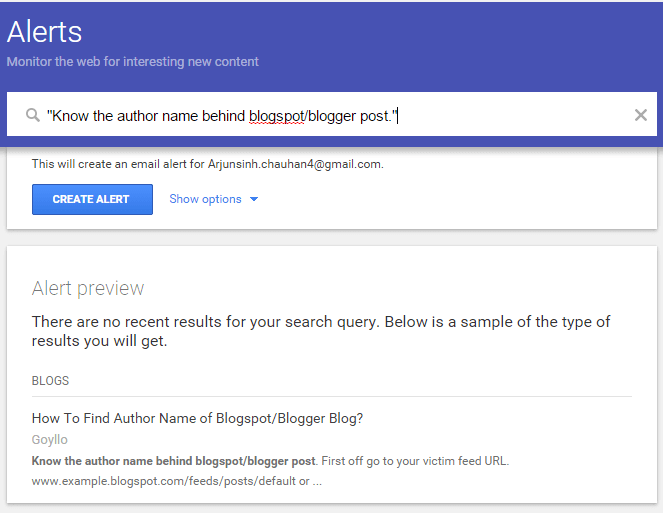 Alerts
Monitor the web for interesting new content
"Know the author name behind blogspot/blogger post."
This will create an email alert for Arjunsinh.chauhan4@gmail.com.
CREATE ALERT Show options
Alert preview
There are no recent results for your search query. Below is a sample of the type of
results you will get.
BLOGS
How To Find Author Name of Blogspot/Blogger Blog?
Goyllo
Know the author name behind blogspot/blogger post. First off go to your victim feed URL.
www.example.blogspot.com/feeds/posts/default or ...